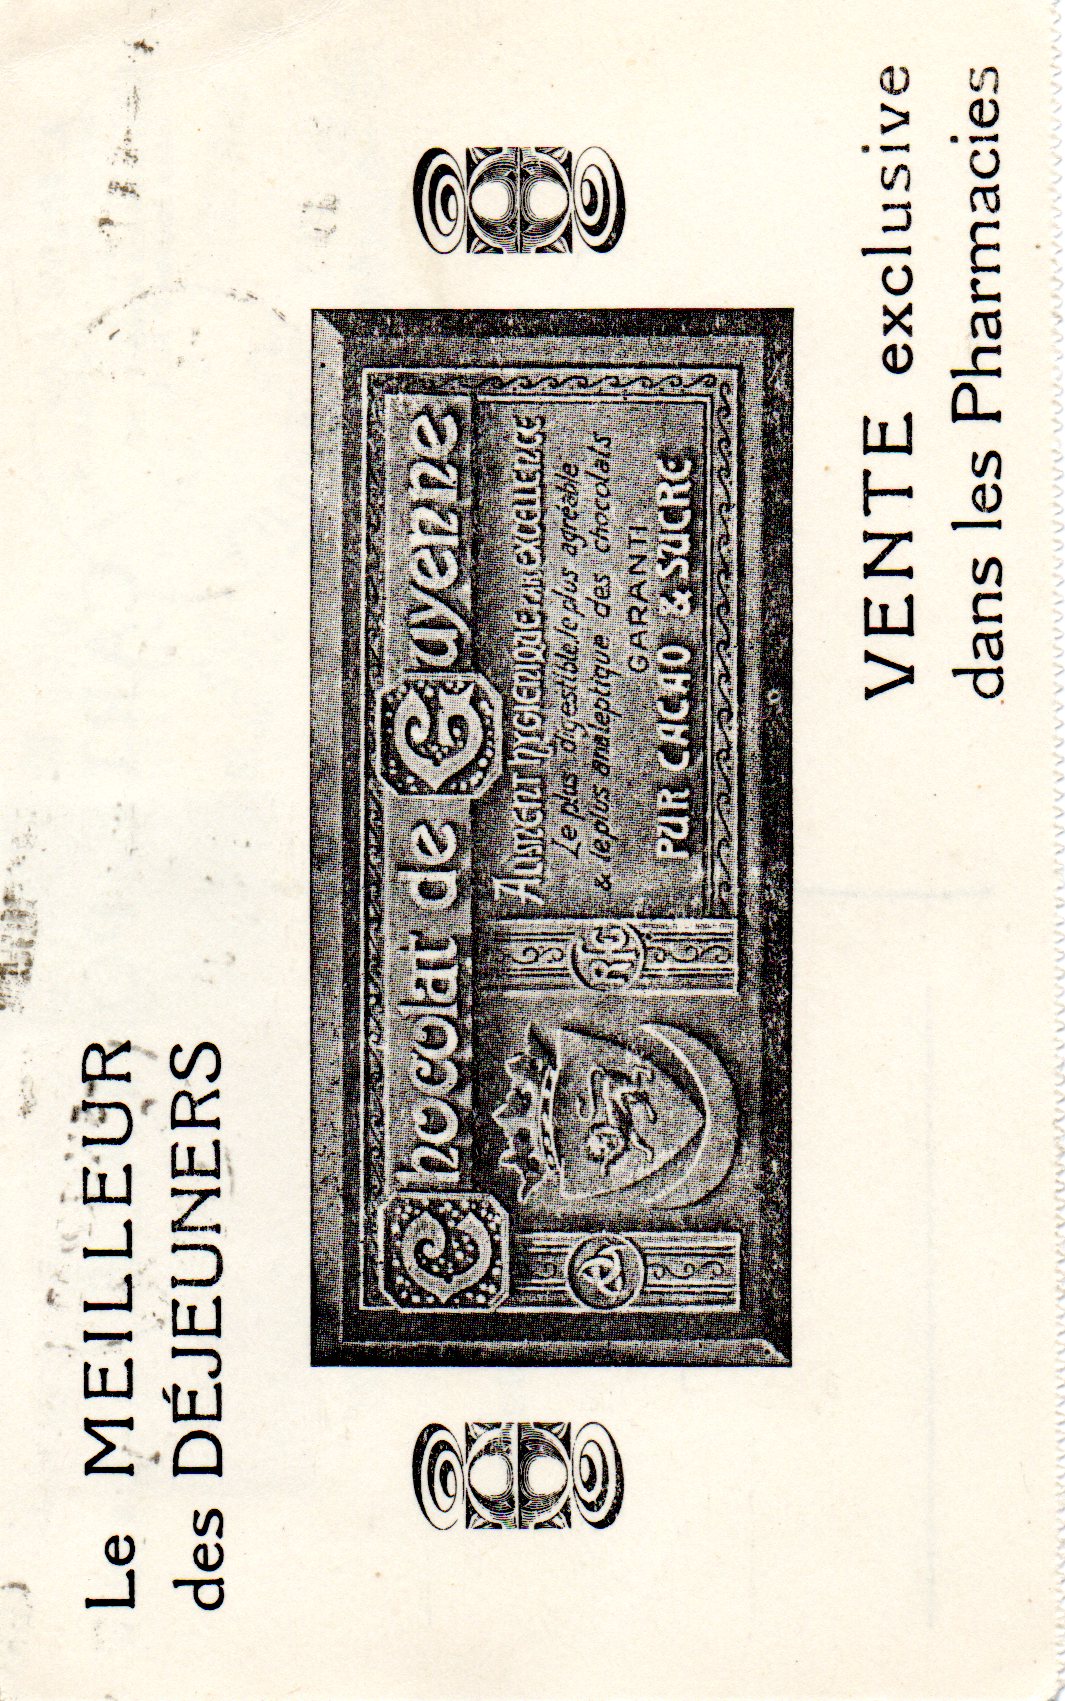 Le MEILLEUR
des DÉJEUNERS
Chocolat de Guyenne
ALIMENT HIGIENIQUE PAR EXCELLENCE
Le plus digestible, le plus agréable
& le plus analeptique des chocolats
GARANTI
PUR CACAO & SUCRE
VENTE exclusive
dans les Pharmacies